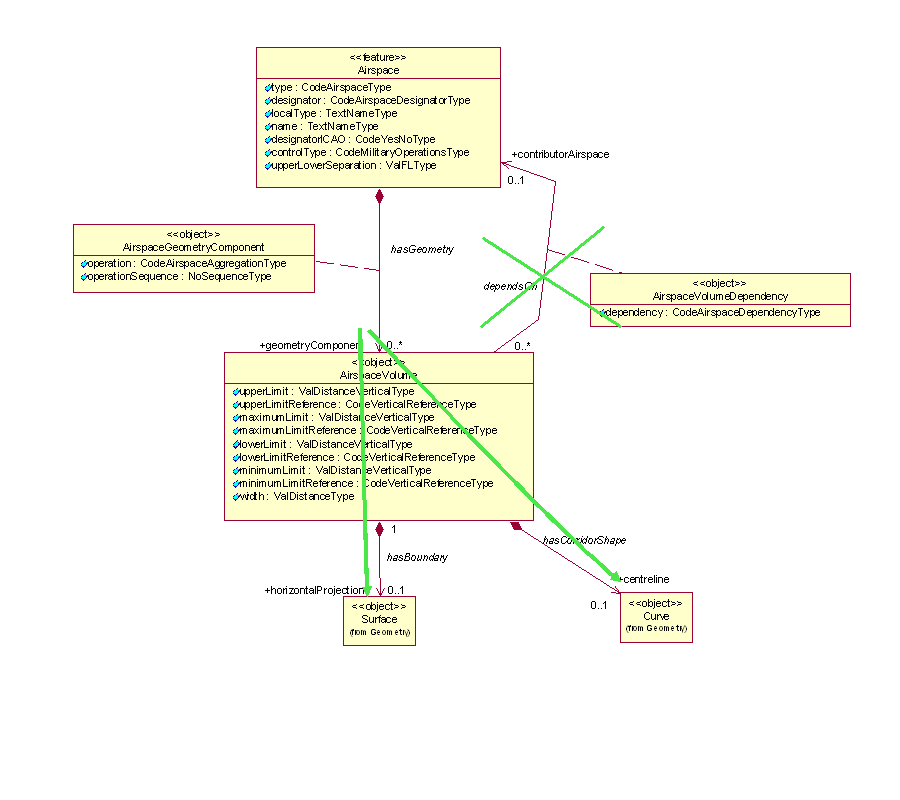 <<feature>>
Airspace
type : CodeAirspaceType
designator : CodeAirspaceDesignatorType
localType : TextNameType
name : TextNameType
designatorICAO : CodeYesNoType
controlType : CodeMilitaryOperationsType
upperLowerSeparation : ValFLType
+contributorAirspace
0..1
<<object>>
AirspaceGeometryComponent
operation : CodeAirspaceAggregationType
operationSequence : NoSequenceType
hasGeometry
dependsOn
<<object>>
AirspaceVolumeDependency
dependency : CodeAirspaceDependencyType
+geometryComponent
0..*
0..*
<<object>>
AirspaceVolume
upperLimit : ValDistanceVerticalType
upperLimitReference : CodeVerticalReferenceType
maximumLimit : ValDistanceVerticalType
maximumLimitReference : CodeVerticalReferenceType
lowerLimit : ValDistanceVerticalType
lowerLimitReference : CodeVerticalReferenceType
minimumLimit : ValDistanceVerticalType
minimumLimitReference : CodeVerticalReferenceType
width : ValDistanceType
1
hasBoundary
hasCorridorShape
+horizontalProjection
0..1
+centreline
0..1
<<object>>
Surface
(from Geometry)
<<object>>
Curve
(from Geometry)